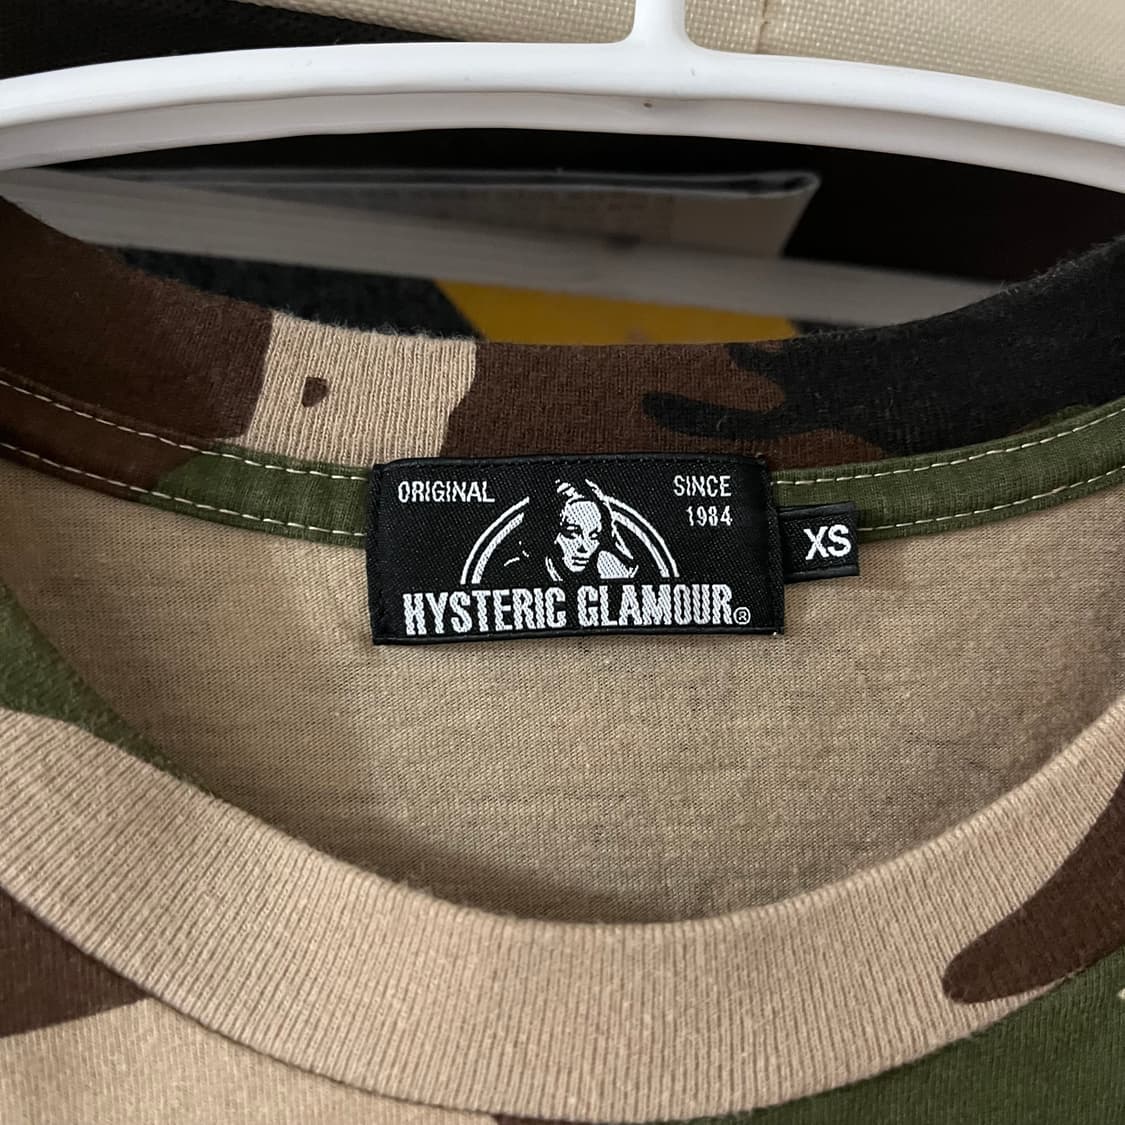 ORIGINAL
SINCE
1984
HYSTERIC GLAMOUR®
XS